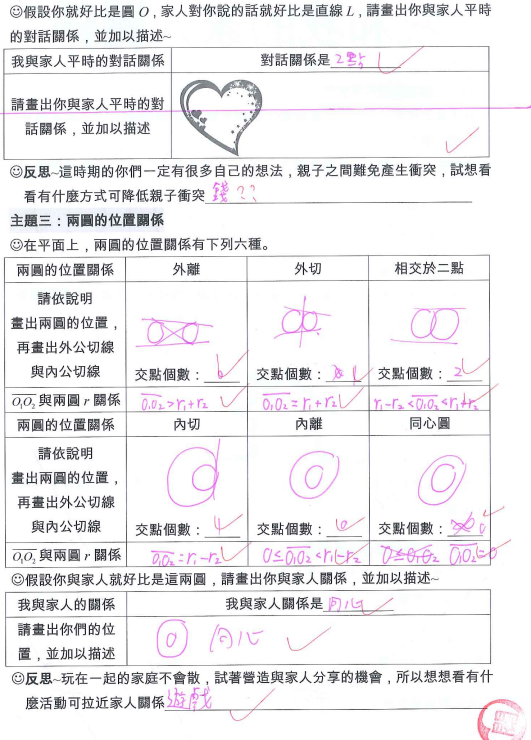 ☺假設你就好比是圓 O，家人對你說的話就好比是直線 L，請畫出你與家人平時
的對話關係，並加以描述~
我與家人平時的對話關係 對話關係是 2點
請畫出你與家人平時的對
話關係，並加以描述
☺反思~這時期的你們一定有很多自己的想法，親子之間難免產生衝突，試想看
看有什麼方式可降低親子衝突 錢??
主題三：兩圓的位置關係
☺在平面上，兩圓的位置關係有下列六種。
兩圓的位置關係 外離 外切 相交於二點
請依說明
畫出兩圓的位置，
再畫出外公切線
與內公切線
交點個數： 交點個數：1 交點個數：2
O₁O₂ 與兩圓 r 關係 O₁O₂ > r₁+r₂ O₁O₂ = r₁+r₂ r₁-r₂ < O₁O₂ < r₁+r₂
兩圓的位置關係 內切 內離 同心圓
請依說明
畫出兩圓的位置，
再畫出外公切線
與內公切線
交點個數： 交點個數： 交點個數：0
O₁O₂ 與兩圓 r 關係 O₁O₂ = r₁-r₂ 0≤O₁O₂<r₁-r₂ O₁O₂=0
☺假設你與家人就好比是這兩圓，請畫出你與家人關係，並加以描述~
我與家人的關係 我與家人關係是 同心
請畫出你們的位
置，並加以描述
同心
☺反思~玩在一起的家庭不會散，試著營造與家人分享的機會，所以想想看有什
麼活動可拉近家人關係 遊戲